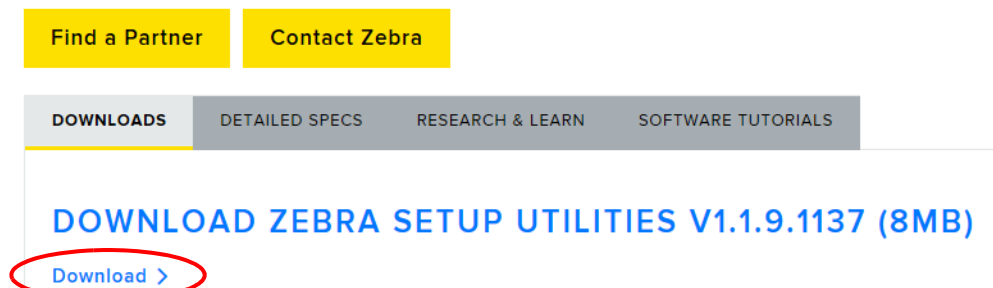 Find a Partner Contact Zebra
DOWNLOADS DETAILED SPECS RESEARCH & LEARN SOFTWARE TUTORIALS
DOWNLOAD ZEBRA SETUP UTILITIES V1.1.9.1137 (8MB)
Download >